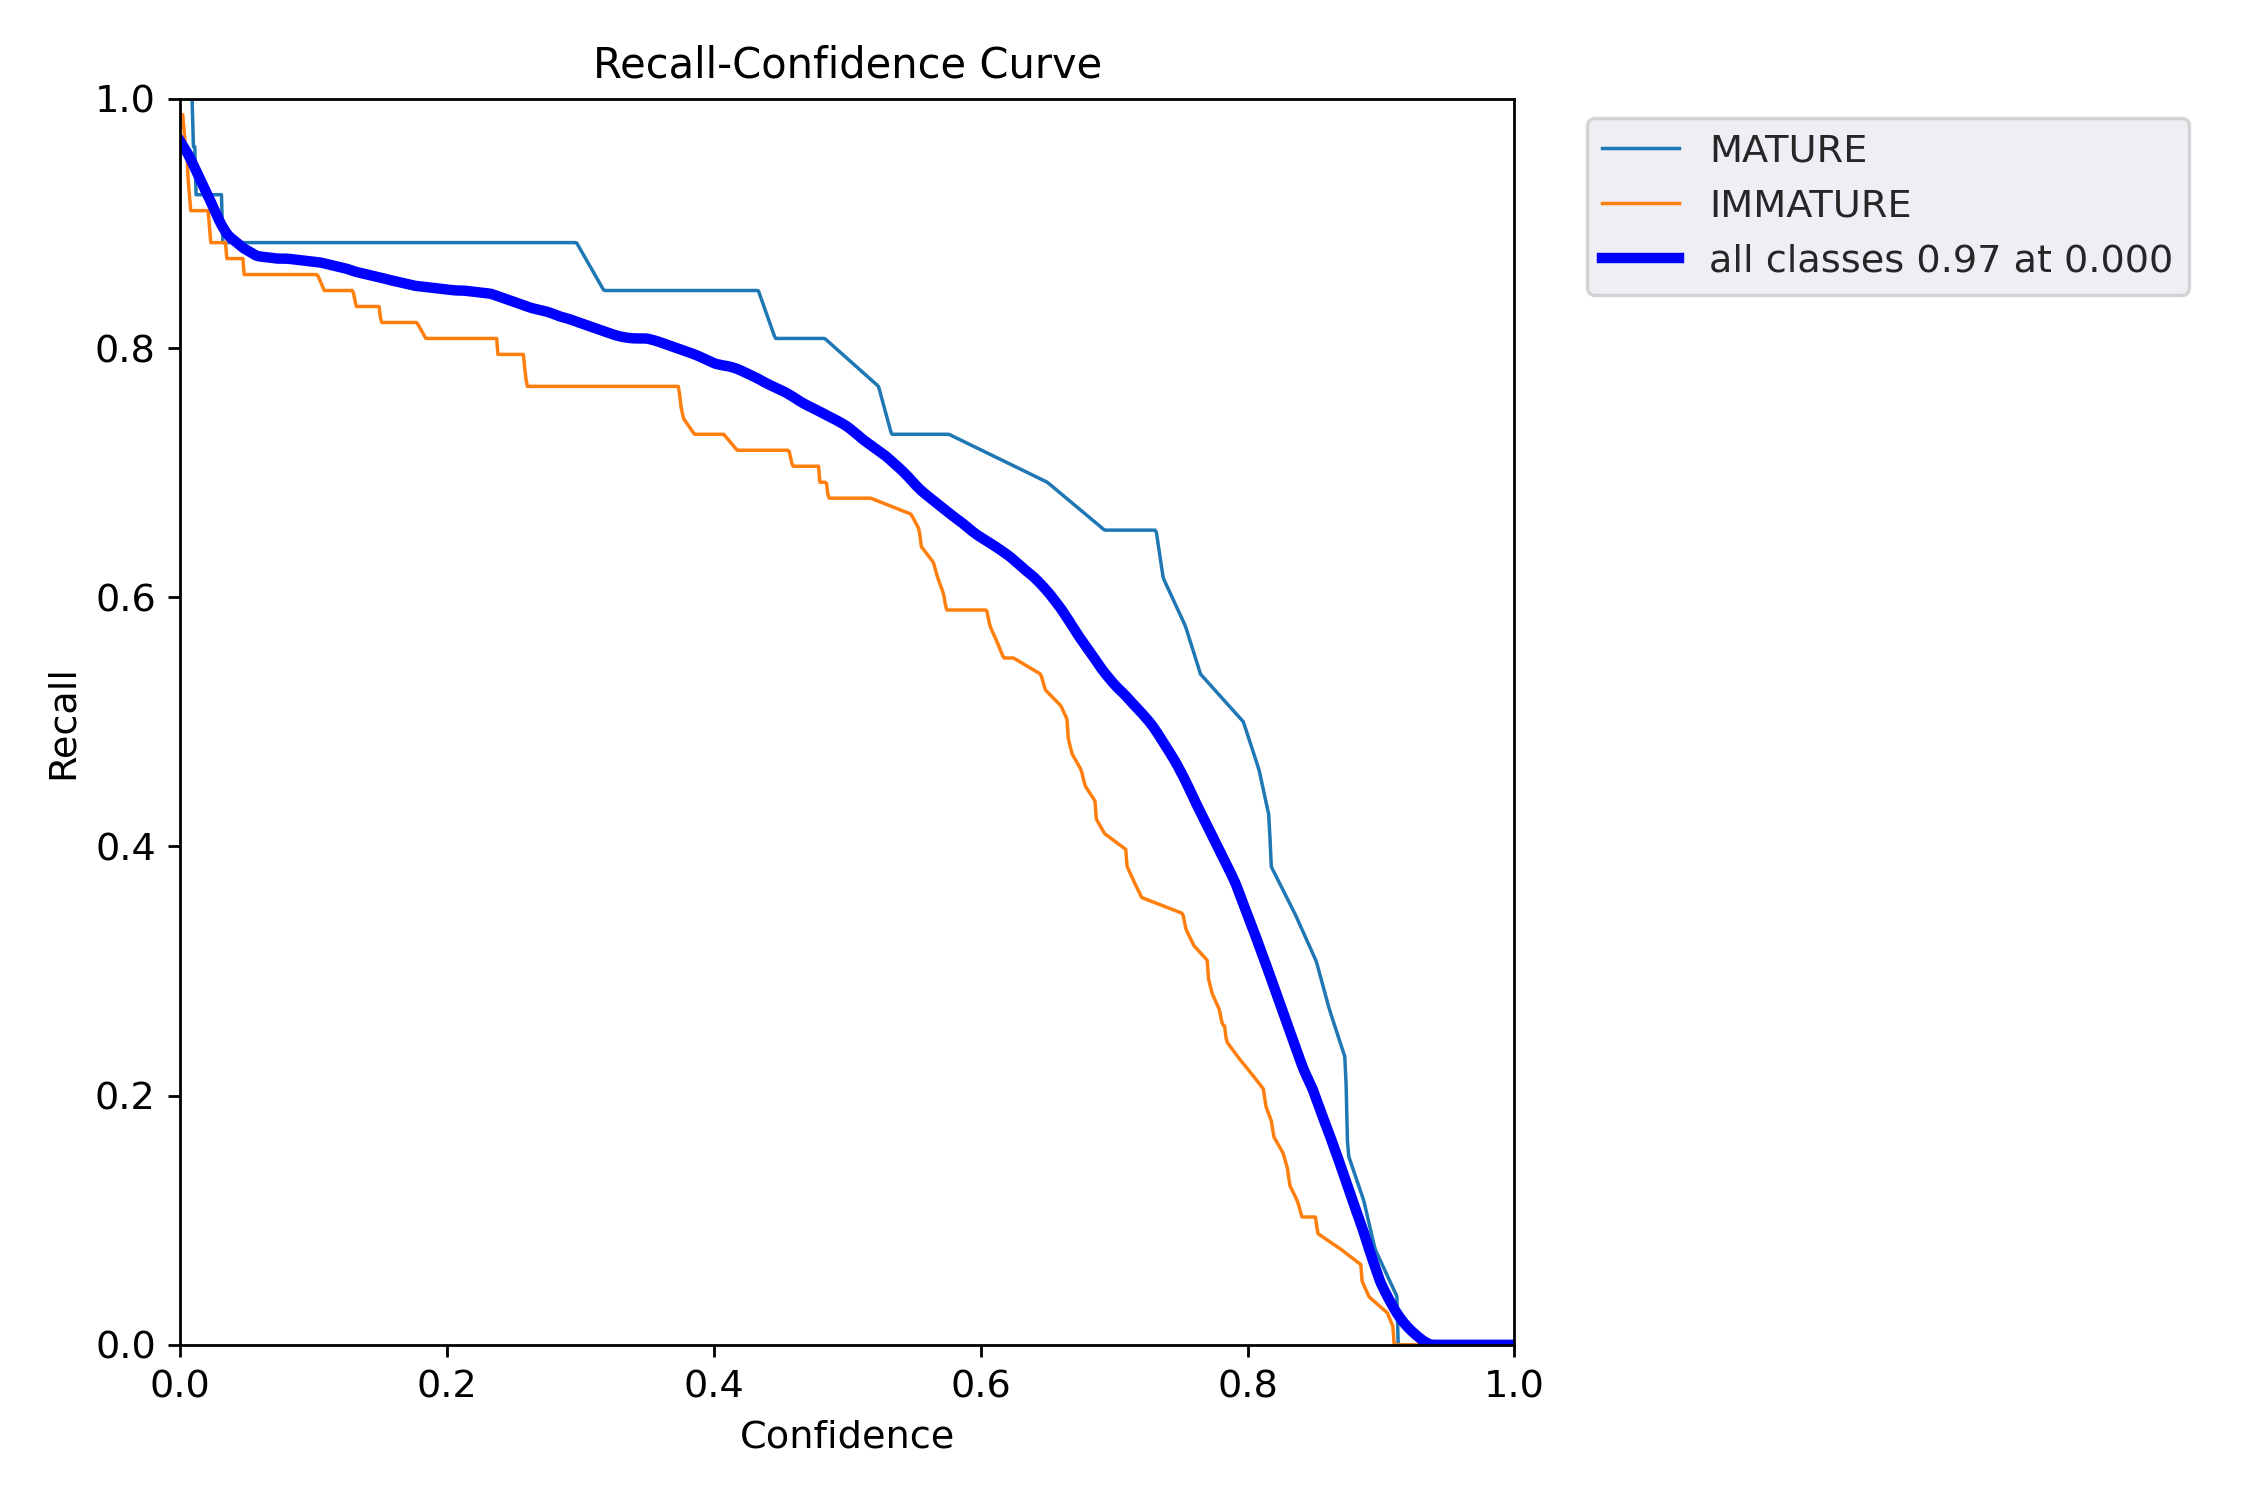 Recall-Confidence Curve
MATURE
IMMATURE
all classes 0.97 at 0.000
1.0
0.8
0.6
0.4
0.2
0.0
Recall
0.0 0.2 0.4 0.6 0.8 1.0
Confidence